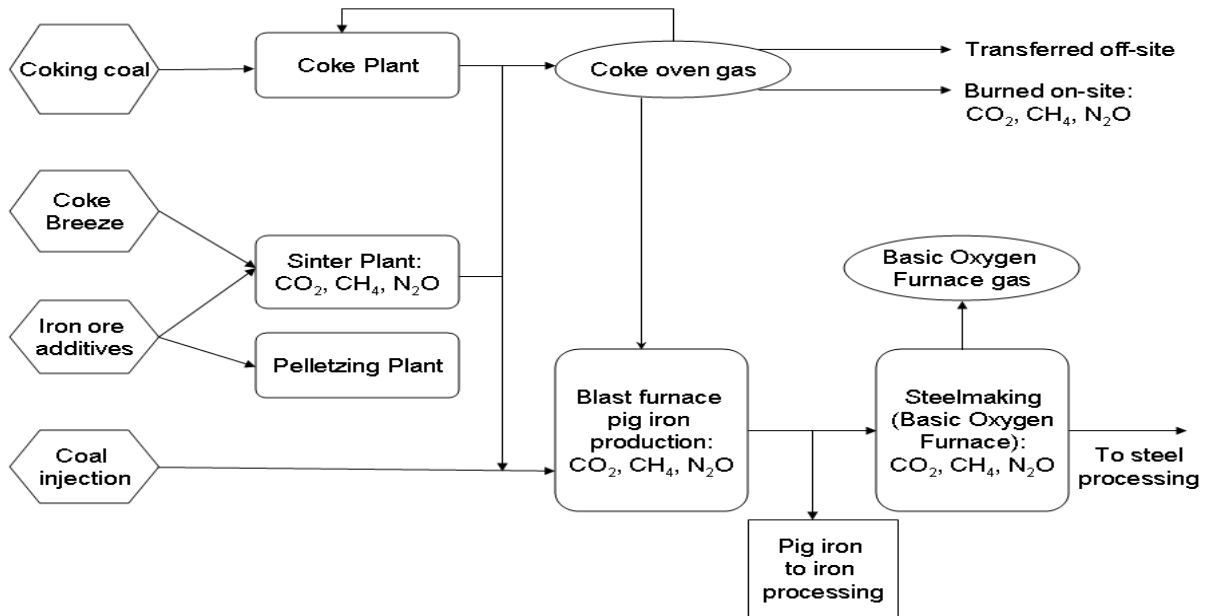 Coking coal
Coke Plant
Coke oven gas
Transferred off-site
Burned on-site:
CO₂, CH₄, N₂O
Coke
Breeze
Sinter Plant:
CO₂, CH₄, N₂O
Basic Oxygen
Furnace gas
Iron ore
additives
Pelletzing Plant
Blast furnace
pig iron
production:
CO₂, CH₄, N₂O
Steelmaking
(Basic Oxygen
Furnace):
CO₂, CH₄, N₂O
Coal
injection
To steel
processing
Pig iron
to iron
processing